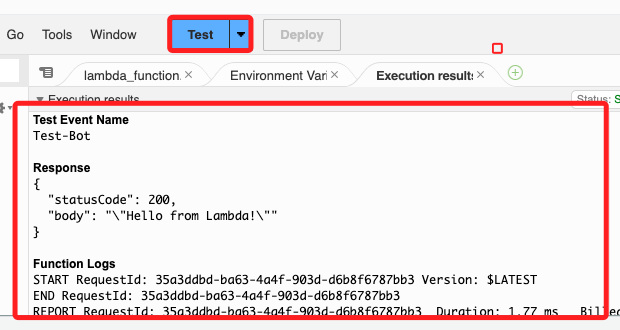 Go Tools Window Test Deploy
lambda_function. Environment Vari Execution results
Execution results Status: S
Test Event Name
Test-Bot
Response
{
"statusCode": 200,
"body": "\"Hello from Lambda!\""
}
Function Logs
START RequestId: 35a3ddbd-ba63-4a4f-903d-d6b8f6787bb3 Version: $LATEST
END RequestId: 35a3ddbd-ba63-4a4f-903d-d6b8f6787bb3
REPORT RequestId: 35a3ddbd-ba63-4a4f-903d-d6b8f6787bb3 Duration: 1.77 ms Bille